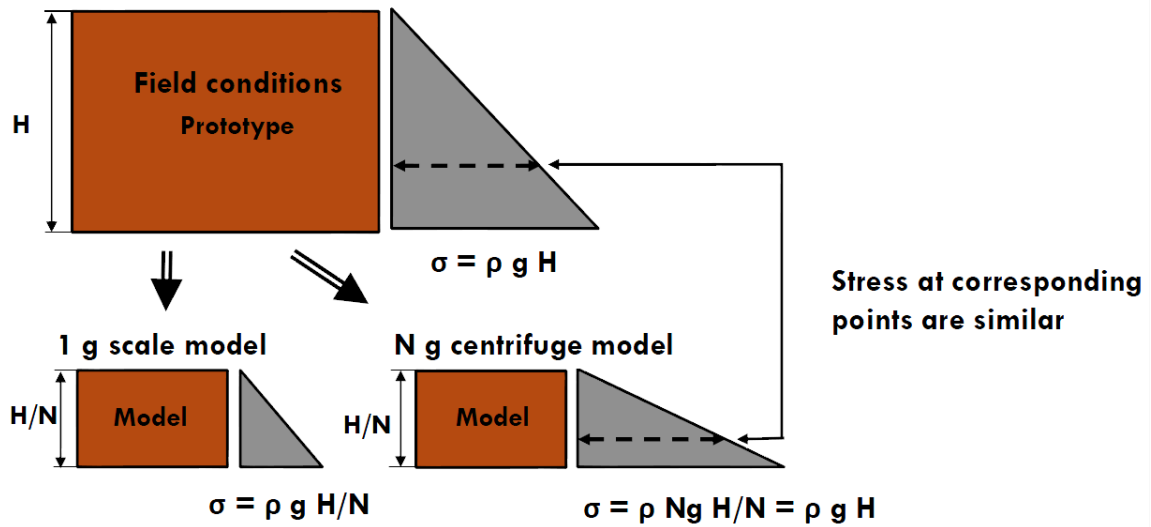 Field conditions
Prototype
H
σ = ρ g H
Stress at corresponding
points are similar
1 g scale model
N g centrifuge model
H/N
Model
H/N
Model
σ = ρ g H/N
σ = ρ Ng H/N = ρ g H